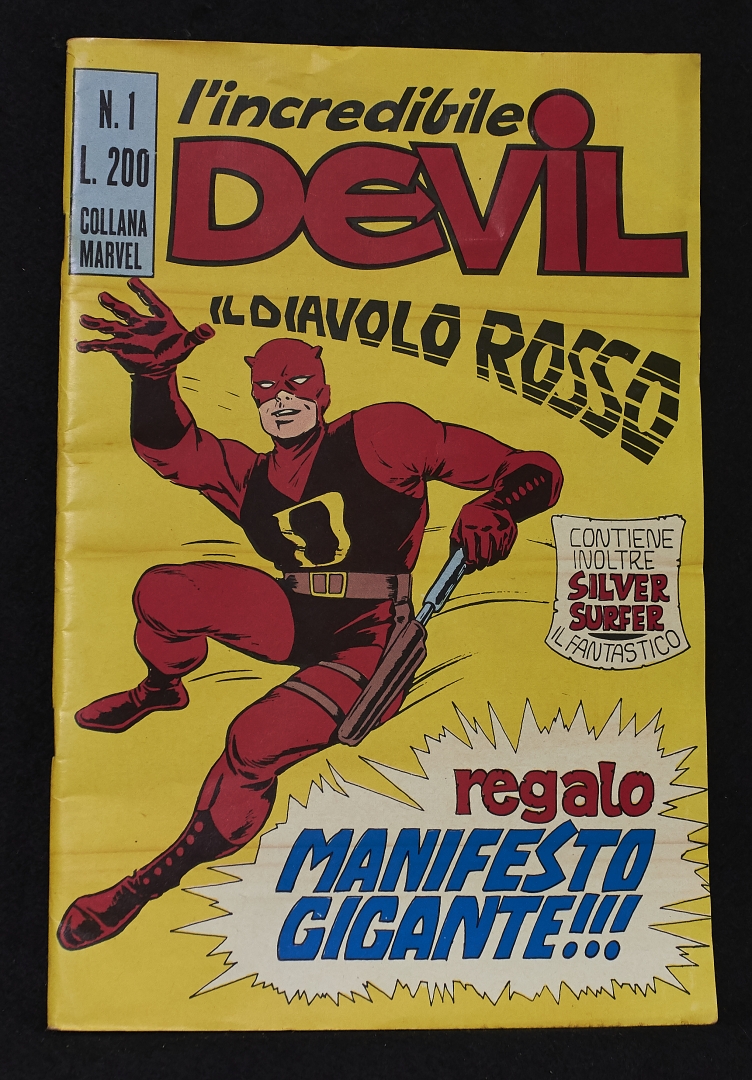 N.1
L. 200
COLLANA
MARVEL
l'incredibile
DEVIL
IL DIAVOLO ROSSO
D
CONTIENE
INOLTRE
SILVER
SURFER
IL FANTASTICO
regalo
MANIFESTO
GIGANTE!!!